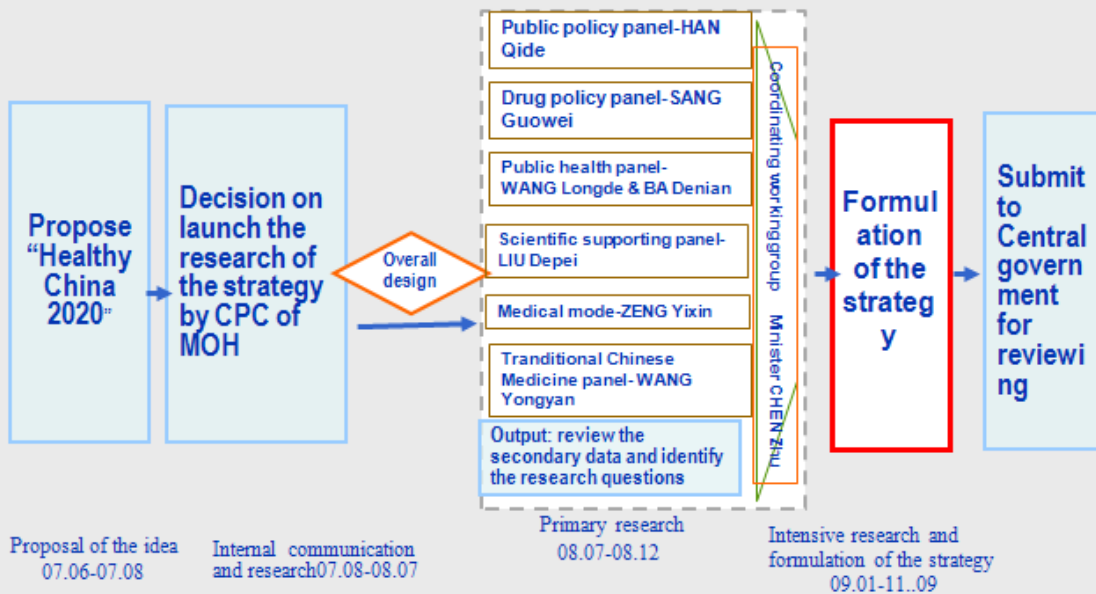 Propose
“Healthy
China
2020”
Decision on
launch the
research of
the strategy
by CPC of
MOH
Overall
design
Public policy panel-HAN
Qide
Drug policy panel-SANG
Guowei
Public health panel-
WANG Longde & BA Denian
Scientific supporting panel-
LIU Depei
Medical mode-ZENG Yixin
Tranditional Chinese
Medicine panel- WANG
Yongyan
Output: review the
secondary data and identify
the research questions
Coordinating working group Minister CHEN Zhu
Formul
ation
of the
strateg
y
Submit
to
Central
govern
ment
for
reviewi
ng
Proposal of the idea
07.06-07.08
Internal communication
and research07.08-08.07
Primary research
08.07-08.12
Intensive research and
formulation of the strategy
09.01-11..09